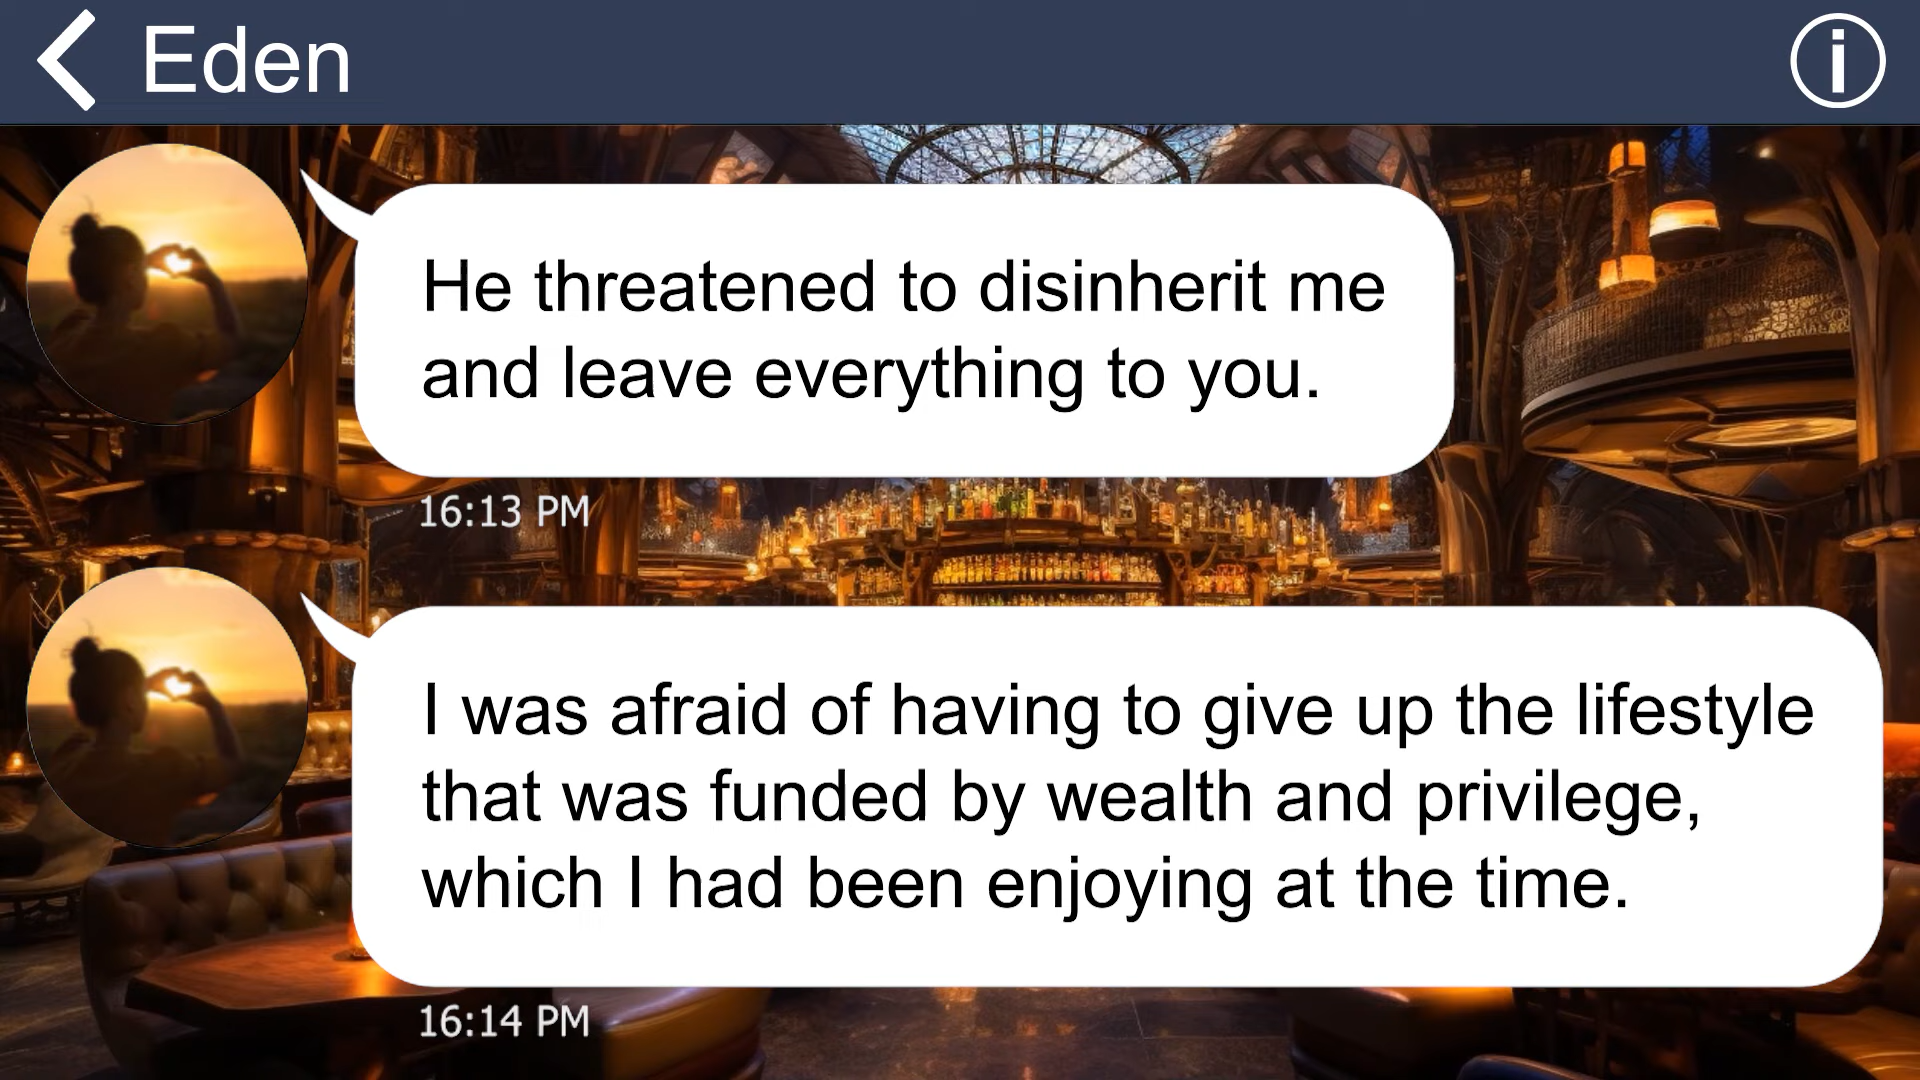 Eden
He threatened to disinherit me
and leave everything to you.
16:13 PM
I was afraid of having to give up the lifestyle
that was funded by wealth and privilege,
which I had been enjoying at the time.
16:14 PM